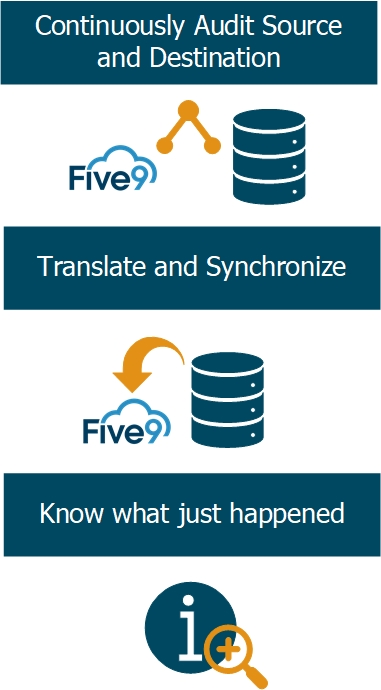 Continuously Audit Source
and Destination
Five9
Translate and Synchronize
Five9
Know what just happened
i